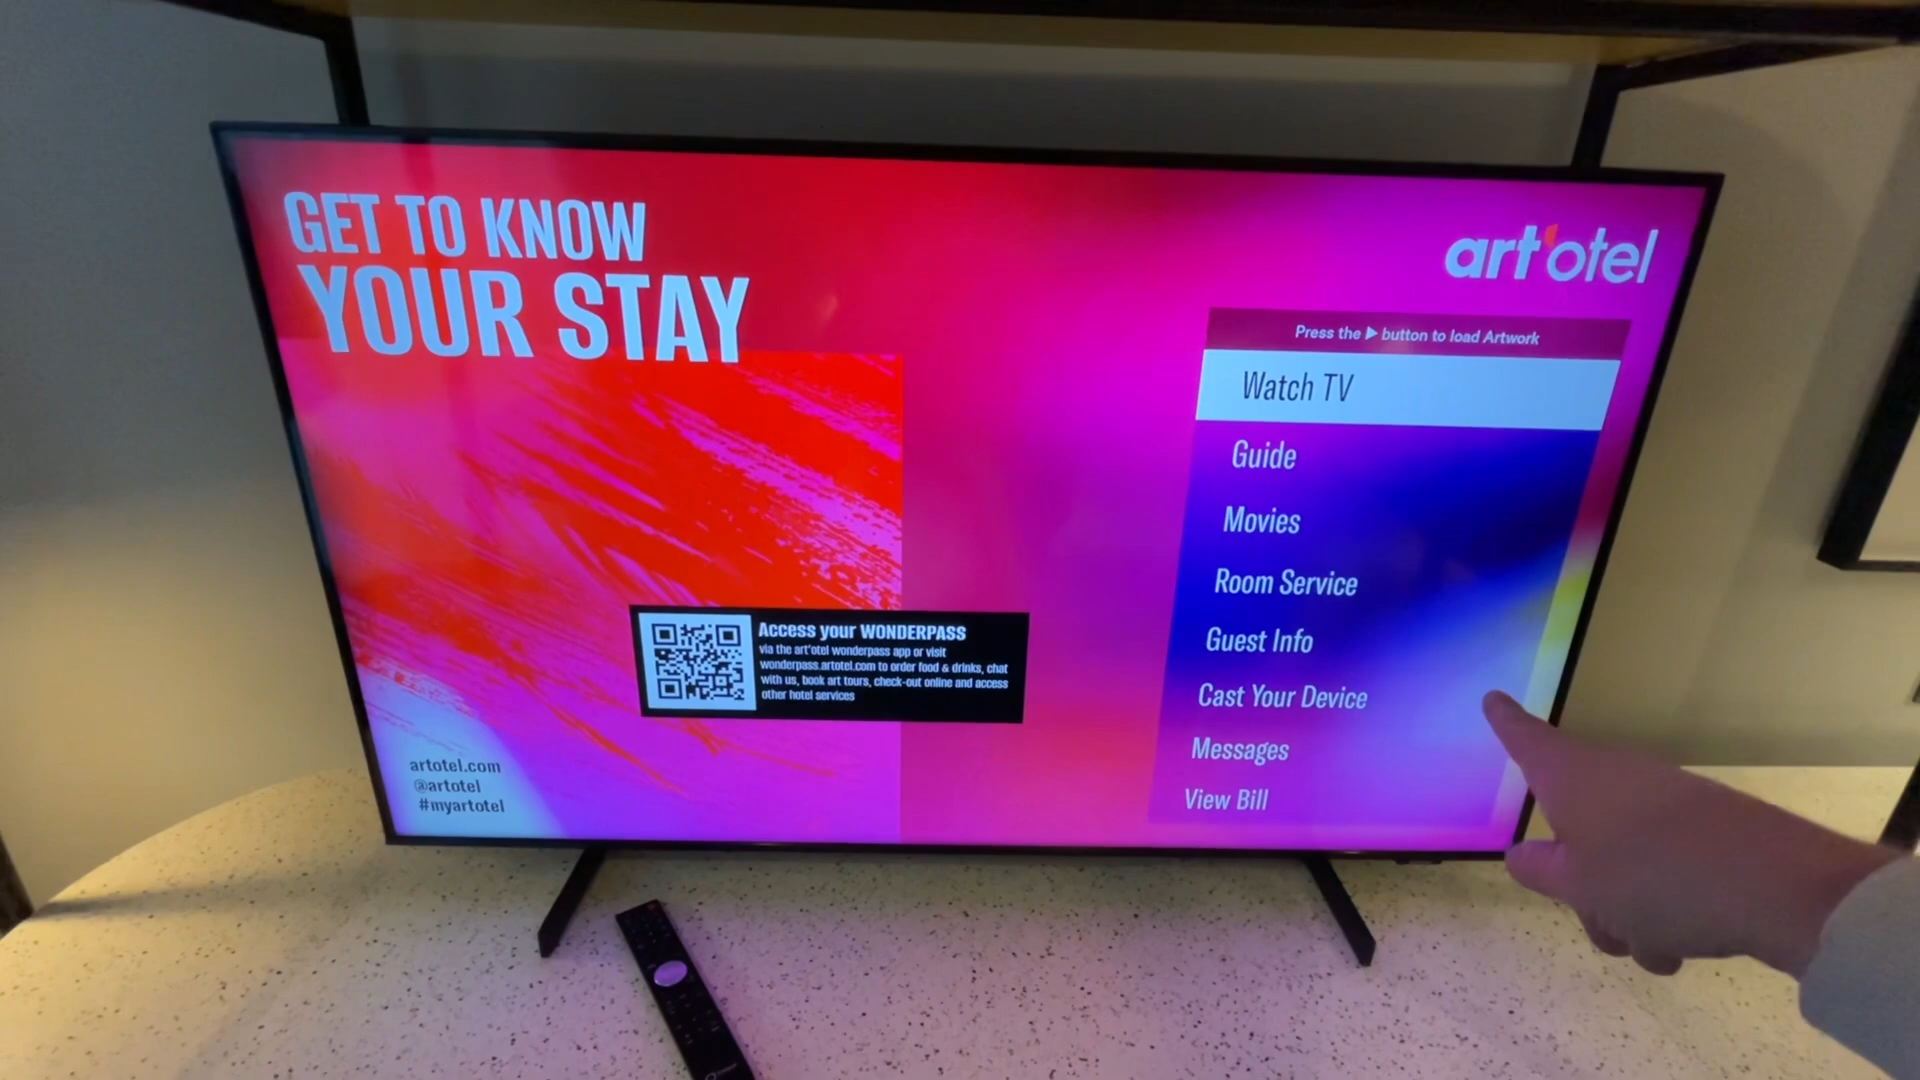 GET TO KNOW
YOUR STAY
art'otel
Press the ▶ button to load Artwork
Watch TV
Guide
Movies
Room Service
Guest Info
Cast Your Device
Messages
View Bill
Access your WONDERPASS
via the art'otel wonderpass app or visit
wonderpass.artotel.com to order food & drinks, chat
with us, book art tours, check-out online and access
other hotel services
artotel.com
@artotel
#myartotel